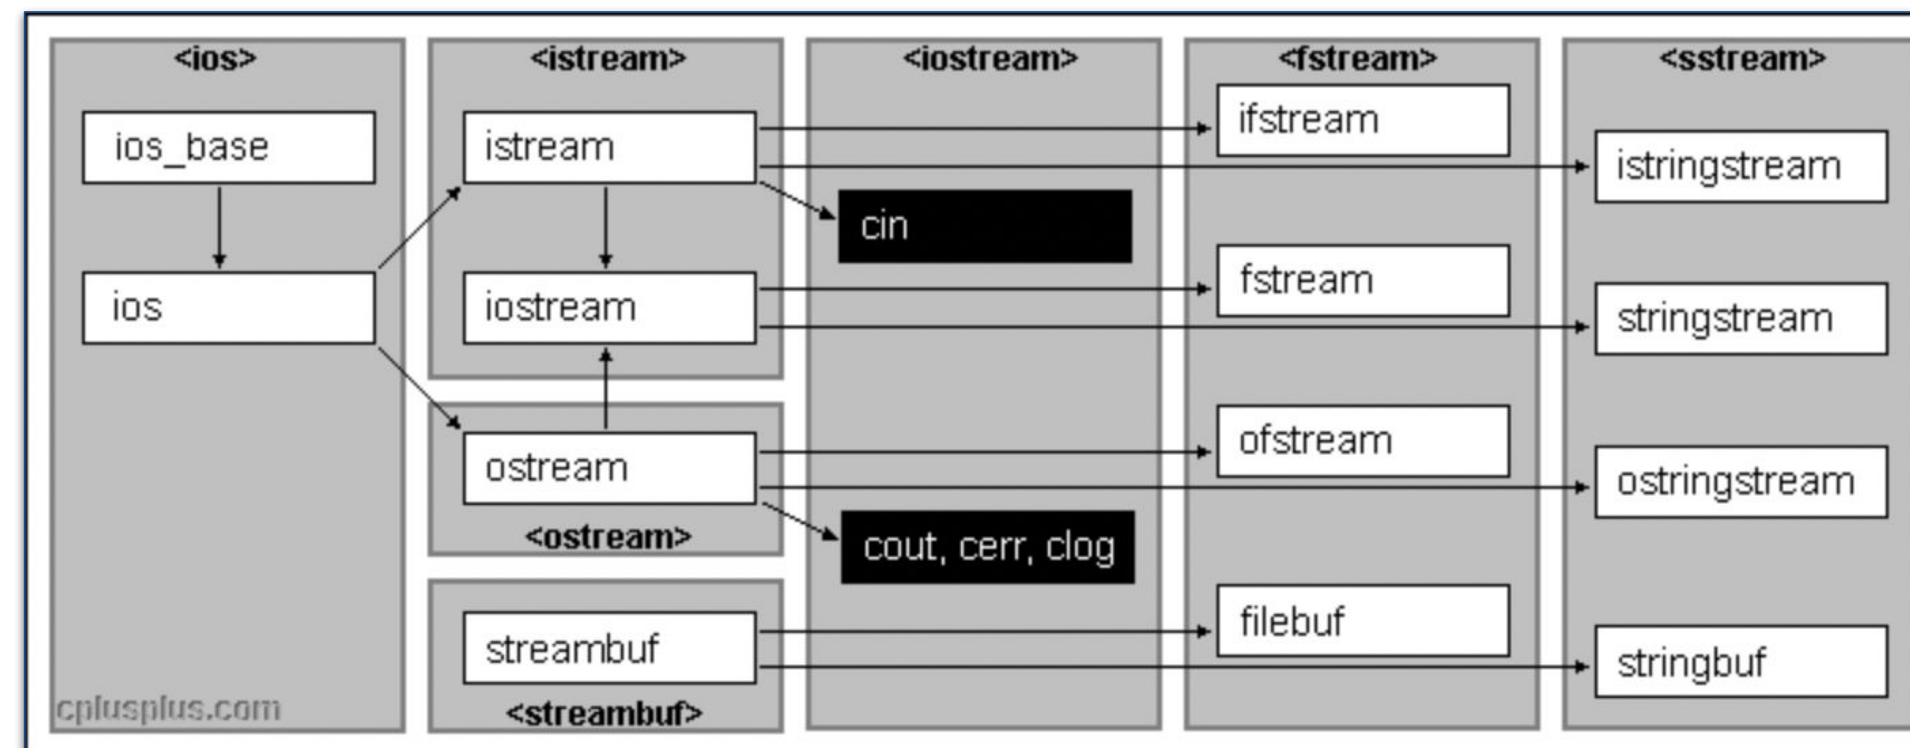 <ios>
ios_base
ios
cplusplus.com
<istream>
istream
iostream
ostream
<ostream>
streambuf
<streambuf>
<iostream>
cin
cout, cerr, clog
<fstream>
ifstream
fstream
ofstream
filebuf
<sstream>
istringstream
stringstream
ostringstream
stringbuf